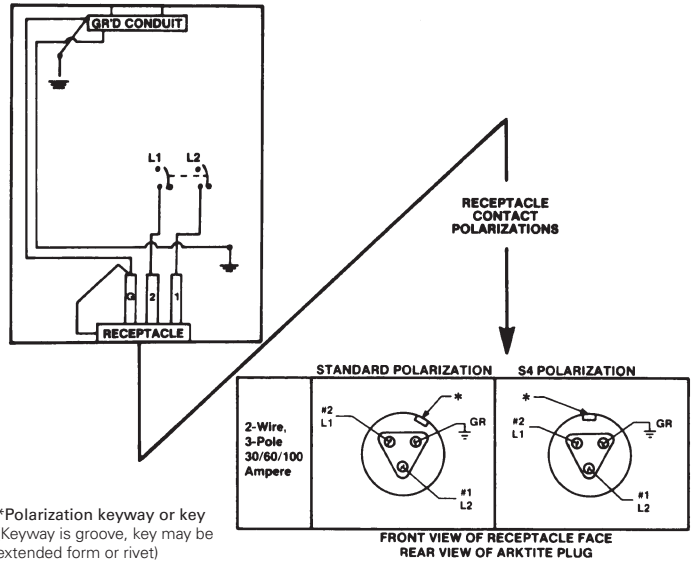 GR'D CONDUIT
L1 L2
G 2 1
RECEPTACLE
RECEPTACLE
CONTACT
POLARIZATIONS
STANDARD POLARIZATION S4 POLARIZATION
2-Wire,
3-Pole
30/60/100
Ampere
*
#2
L1
GR
#1
L2
*
#2
L1
GR
#1
L2
*Polarization keyway or key
Keyway is groove, key may be
extended form or rivet)
FRONT VIEW OF RECEPTACLE FACE
REAR VIEW OF ARKTITE PLUG